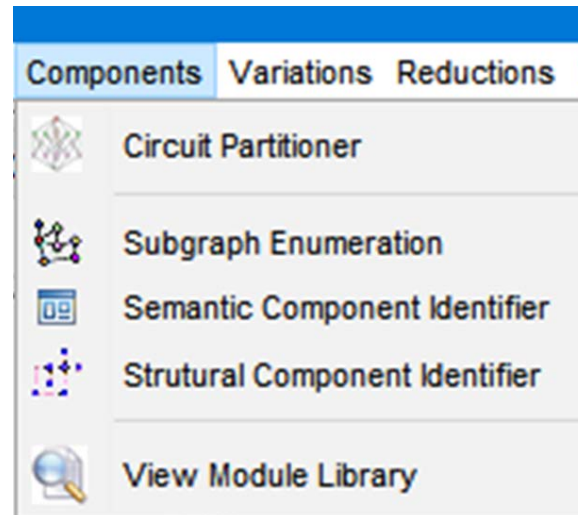 Components Variations Reductions
Circuit Partitioner
Subgraph Enumeration
Semantic Component Identifier
Strutural Component Identifier
View Module Library